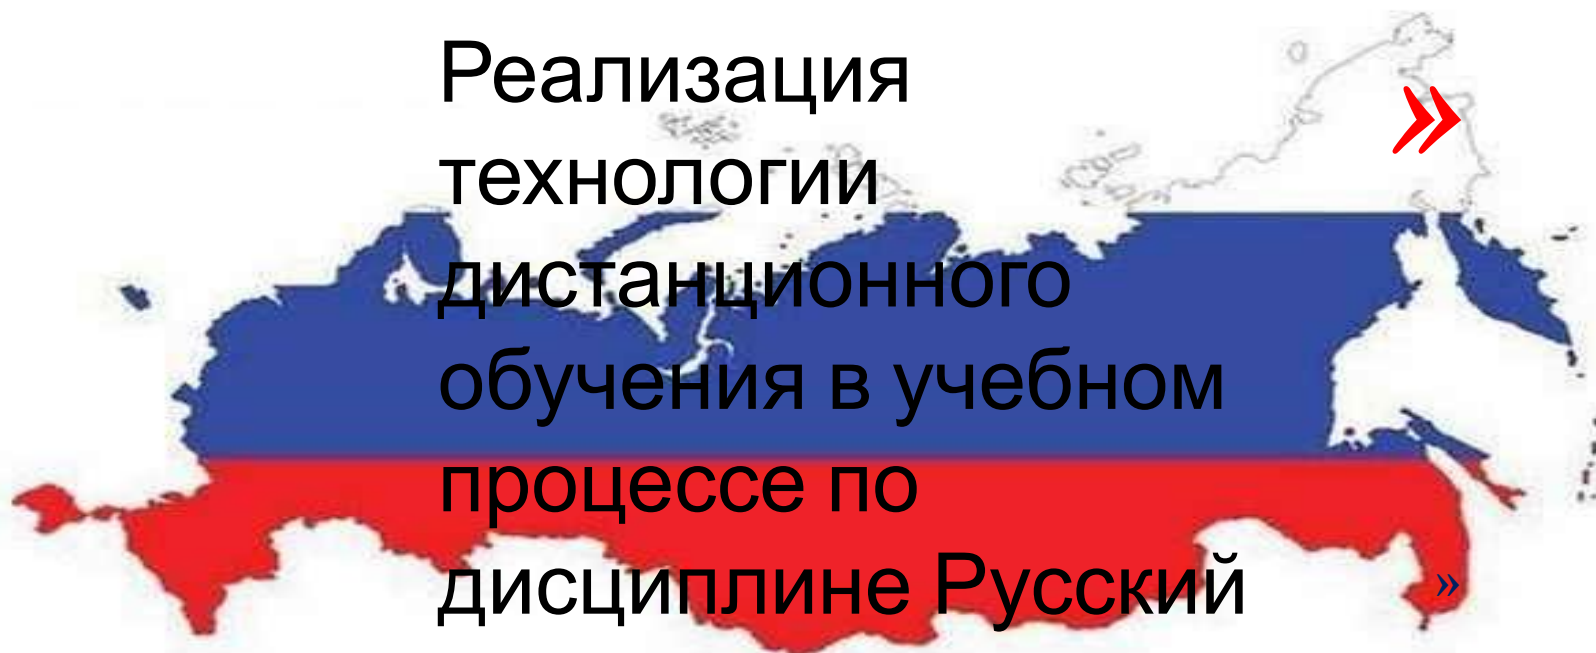 Реализация
»
технологии
дистанционного
обучения в учебном
процессе по
дисциплине Русский
»